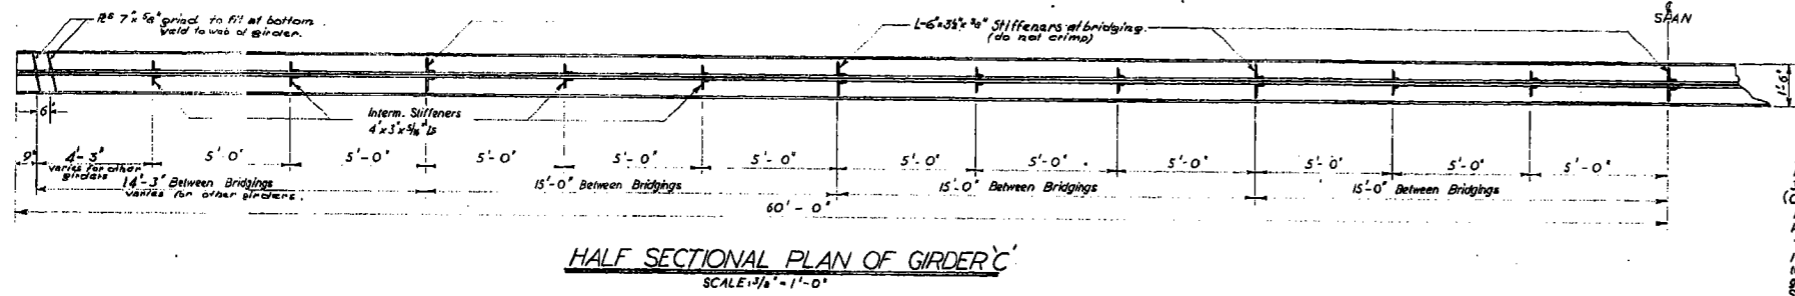 PLS 7" x 5/8" grind to fit at bottom
weld to web of girder.
L-6"x3½"x 3/8" Stiffeners at bridging.
(do not crimp)
℄
SPAN
1'-6"
6"
Interm. Stiffeners
4"x3"x5/16" Ls
9" 4'-3" 5'-0" 5'-0" 5'-0" 5'-0" 5'-0" 5'-0" 5'-0" 5'-0" 5'-0" 5'-0" 5'-0"
varies for other
girders
14'-3" Between Bridgings 15'-0" Between Bridgings 15'-0" Between Bridgings 15'-0" Between Bridgings
varies for other girders.
60'-0"
HALF SECTIONAL PLAN OF GIRDER 'C'
SCALE: 3/8" = 1'-0"